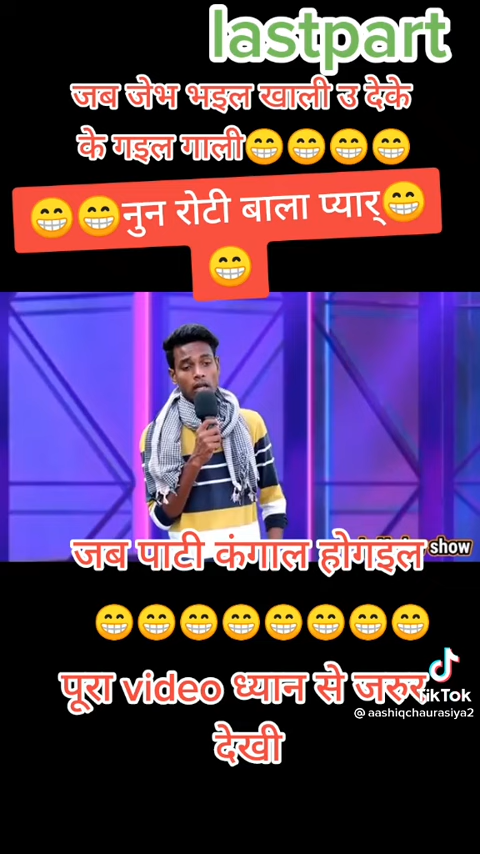 lastpart
जब जेभ भइल खाली उ देके
के गइल गाली😁😁😁😁
😁😁नुन रोटी बाला प्यार्😁
😁
जब पाटी कंगाल होगइल
show
😁😁😁😁😁😁😁😁
पूरा video ध्यान से जरुर
TikTok
@ aashiqchaurasiya2
देखी